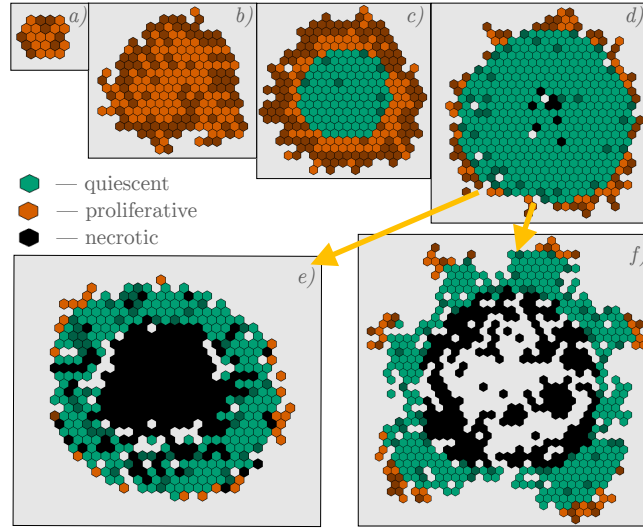 a)
b)
c)
d)
— quiescent
— proliferative
— necrotic
e)
f)